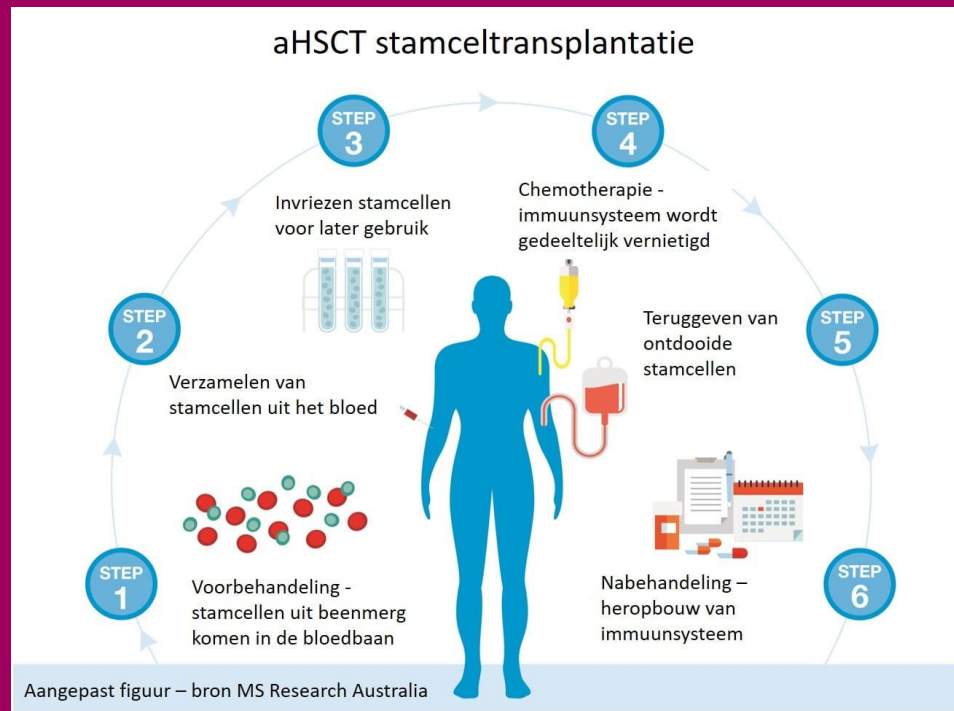 aHSCT stamceltransplantatie
STEP
1
Voorbehandeling -
stamcellen uit beenmerg
komen in de bloedbaan
STEP
2
Verzamelen van
stamcellen uit het bloed
STEP
3
Invriezen stamcellen
voor later gebruik
STEP
4
Chemotherapie -
immuunsysteem wordt
gedeeltelijk vernietigd
STEP
5
Teruggeven van
ontdooide
stamcellen
STEP
6
Nabehandeling –
heropbouw van
immuunsysteem
Aangepast figuur – bron MS Research Australia